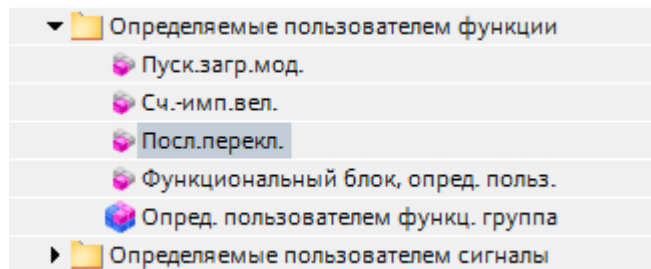 Определяемые пользователем функции
Пуск.загр.мод.
Сч.-имп.вел.
Посл.перекл.
Функциональный блок, опред. польз.
Опред. пользователем функц. группа
Определяемые пользователем сигналы